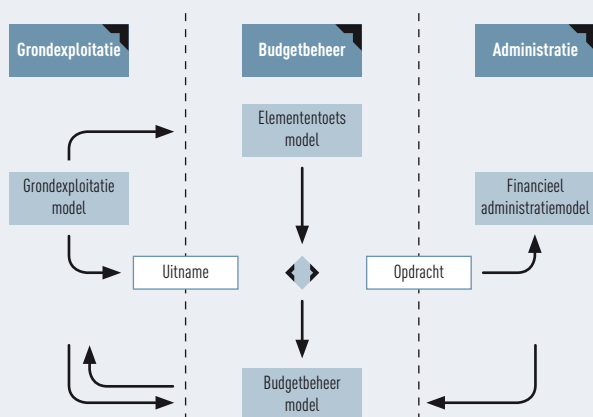 Grondexploitatie
Budgetbeheer
Administratie
Elemententoets
model
Grondexploitatie
model
Financieel
administratiemodel
Uitname
Opdracht
Budgetbeheer
model